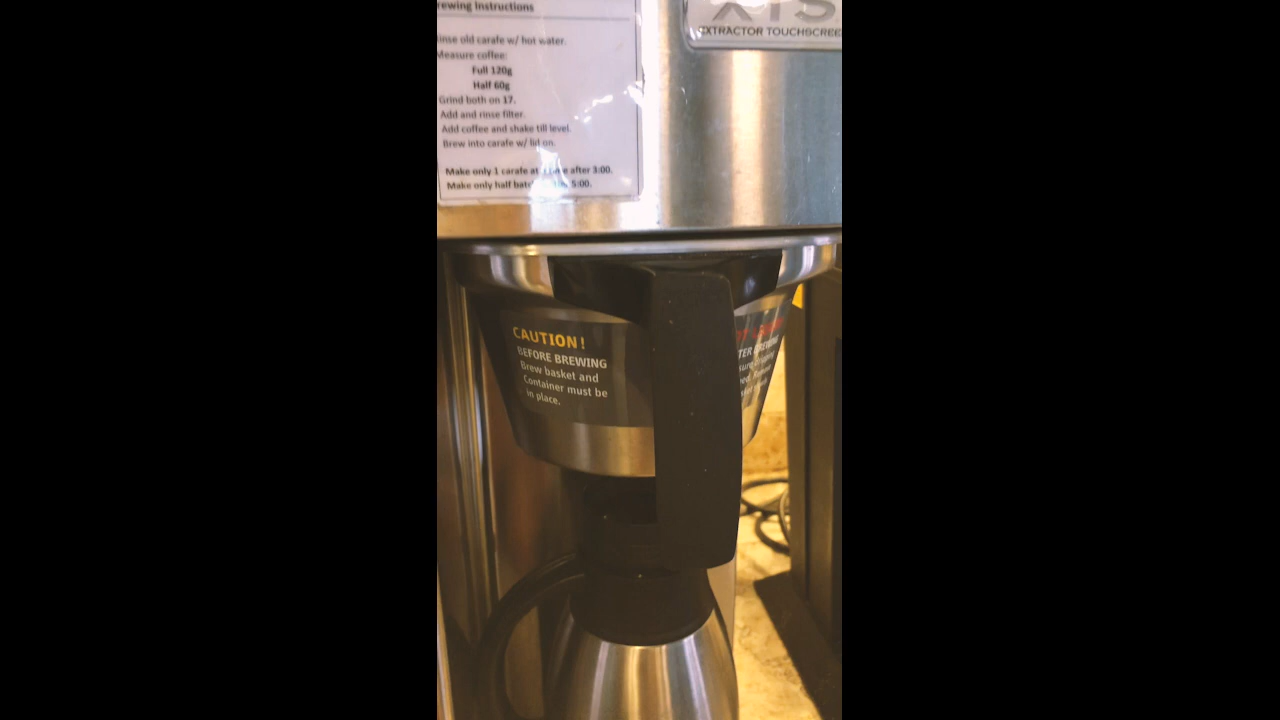 rewing Instructions
inse old carafe w/ hot water.
Measure coffee:
Full 120g
Half 60g
Grind both on 17.
Add and rinse filter.
Add coffee and shake till level.
Brew into carafe w/ lid on.
Make only 1 carafe at after 3:00.
Make only half 5:00.
XTS
EXTRACTOR TOUCHSCREE
CAUTION!
BEFORE BREWING
Brew basket and
Container must be
in place.